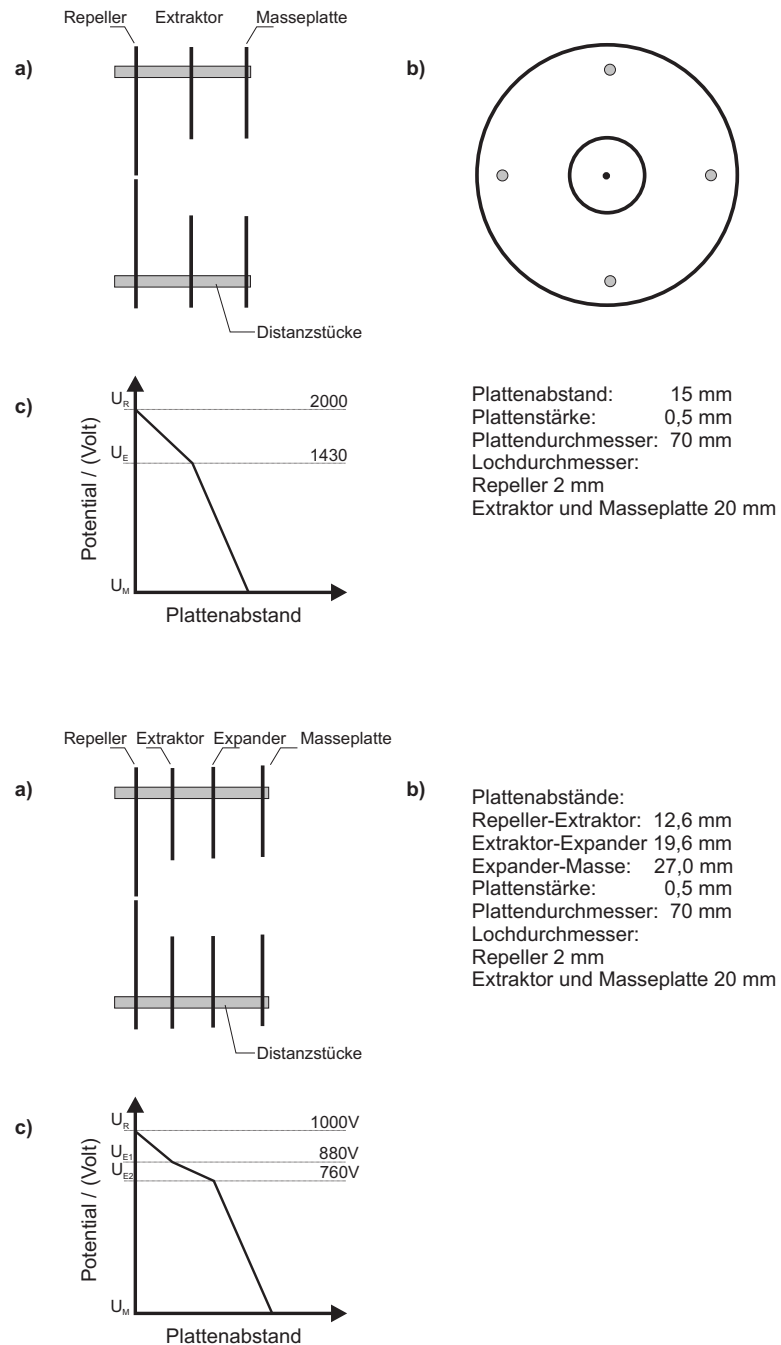 Repeller Extraktor Masseplatte
a)
b)
Distanzstücke
c)
Potential / (Volt)
U_R 2000
U_E 1430
U_M
Plattenabstand
Plattenabstand: 15 mm
Plattenstärke: 0,5 mm
Plattendurchmesser: 70 mm
Lochdurchmesser:
Repeller 2 mm
Extraktor und Masseplatte 20 mm
Repeller Extraktor Expander Masseplatte
a)
Distanzstücke
b)
Plattenabstände:
Repeller-Extraktor: 12,6 mm
Extraktor-Expander 19,6 mm
Expander-Masse: 27,0 mm
Plattenstärke: 0,5 mm
Plattendurchmesser: 70 mm
Lochdurchmesser:
Repeller 2 mm
Extraktor und Masseplatte 20 mm
c)
Potential / (Volt)
U_R 1000V
U_E1 880V
U_E2 760V
U_M
Plattenabstand